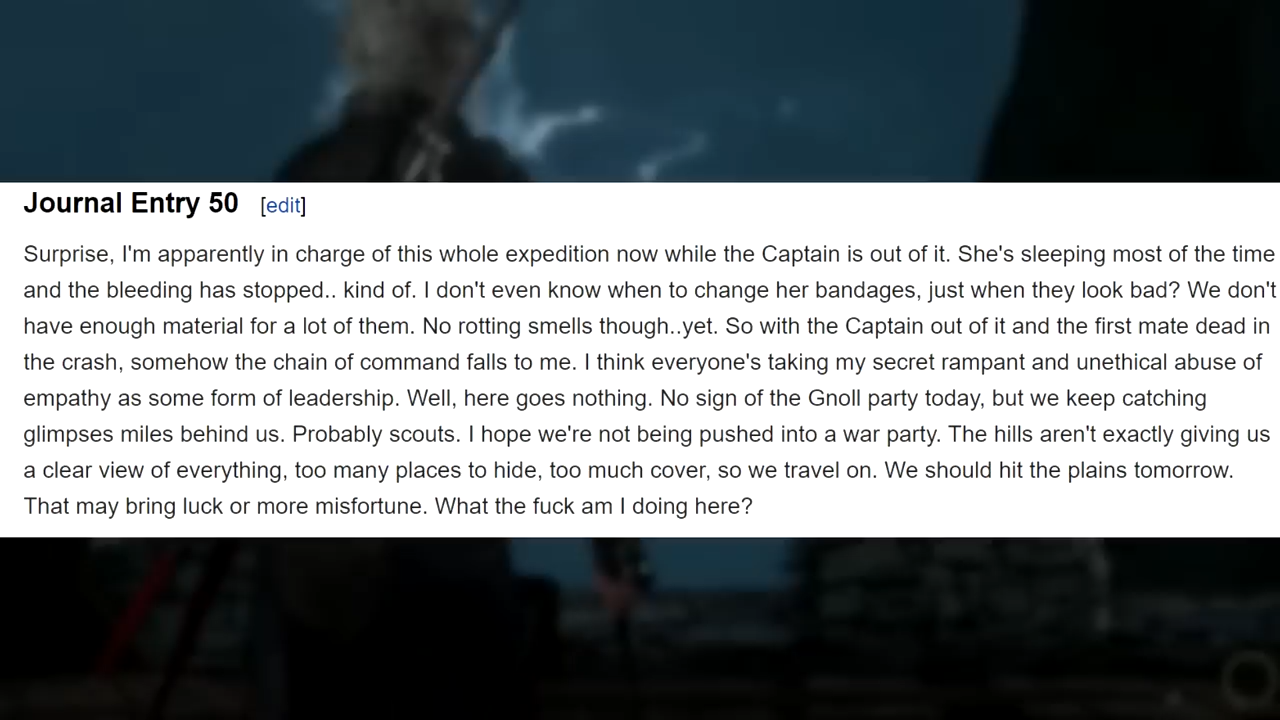 Journal Entry 50 [edit]
Surprise, I'm apparently in charge of this whole expedition now while the Captain is out of it. She's sleeping most of the time
and the bleeding has stopped.. kind of. I don't even know when to change her bandages, just when they look bad? We don't
have enough material for a lot of them. No rotting smells though..yet. So with the Captain out of it and the first mate dead in
the crash, somehow the chain of command falls to me. I think everyone's taking my secret rampant and unethical abuse of
empathy as some form of leadership. Well, here goes nothing. No sign of the Gnoll party today, but we keep catching
glimpses miles behind us. Probably scouts. I hope we're not being pushed into a war party. The hills aren't exactly giving us
a clear view of everything, too many places to hide, too much cover, so we travel on. We should hit the plains tomorrow.
That may bring luck or more misfortune. What the fuck am I doing here?